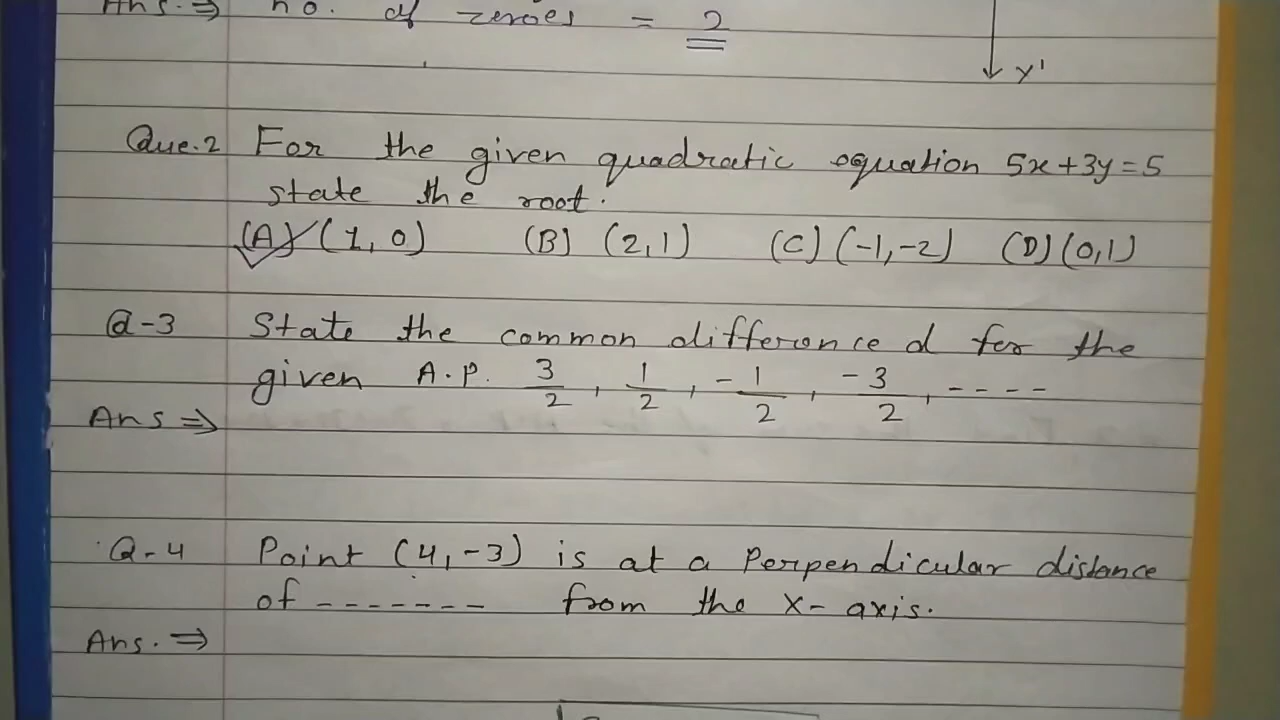 Ans. ⇒ no. of zeroes = 2
Y'
Que.2 For the given quadratic equation 5x+3y=5
state the root.
(A) (1, 0) (B) (2,1) (C) (-1,-2) (D) (0,1)
Q-3 State the common difference d for the
given A.P. 3/2, 1/2, -1/2, -3/2, ----
Ans ⇒
Q-4 Point (4,-3) is at a Perpendicular distance
of ------- from the X-axis.
Ans. ⇒